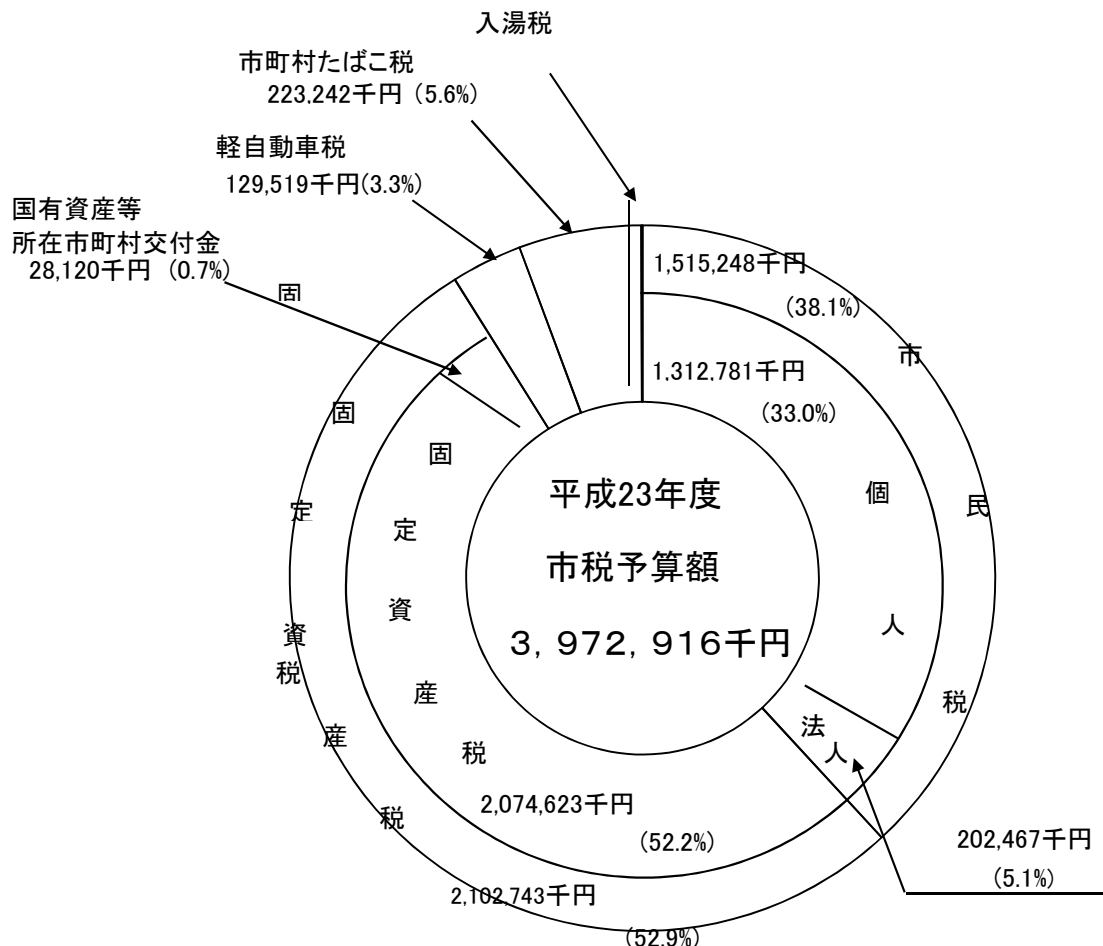 入湯税
市町村たばこ税
223,242千円 (5.6%)
軽自動車税
129,519千円(3.3%)
国有資産等
所在市町村交付金
28,120千円 (0.7%)
固
1,515,248千円
(38.1%)
市民税
1,312,781千円
(33.0%)
個人
法人
202,467千円
(5.1%)
平成23年度
市税予算額
3,972,916千円
固定資産税
2,074,623千円
(52.2%)
固定資産税
税
2,102,743千円
(52.9%)